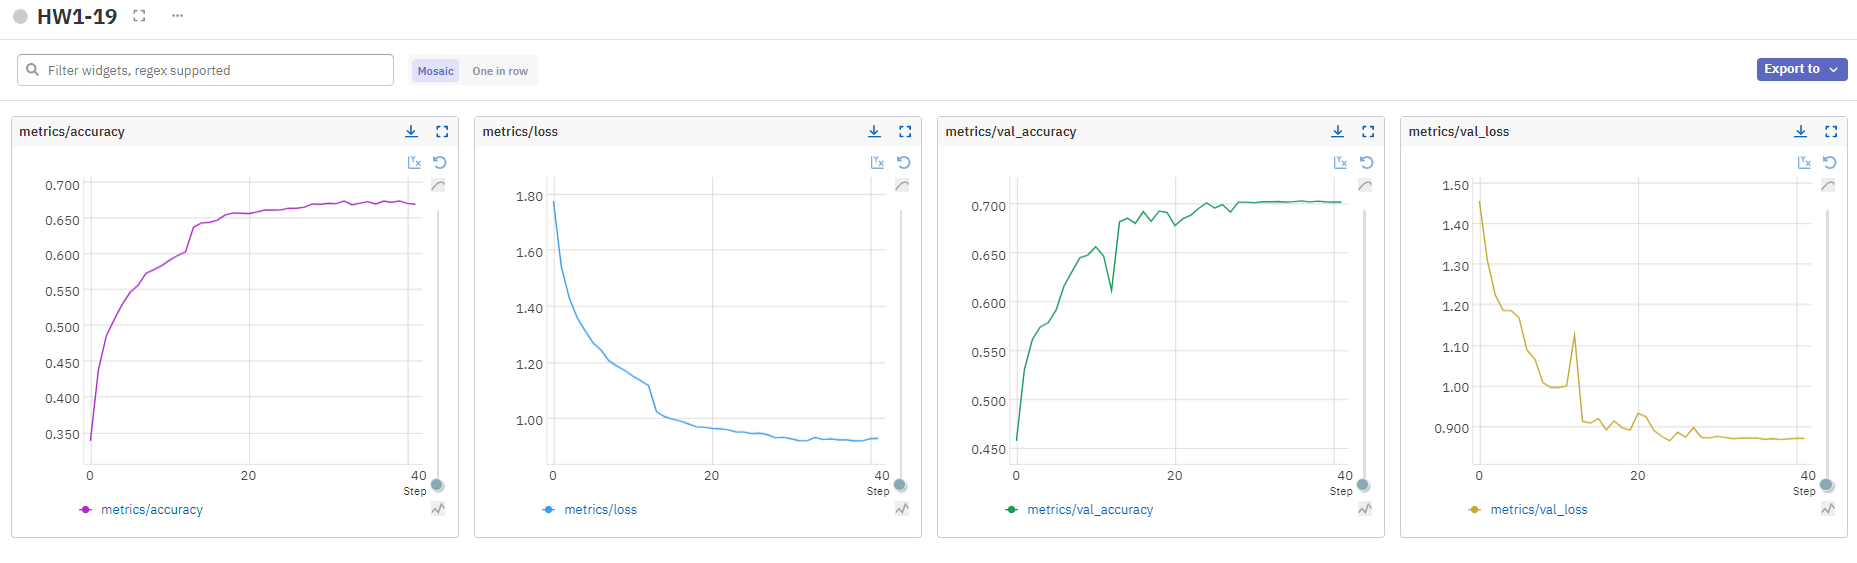 HW1-19
Filter widgets, regex supported
Mosaic
One in row
Export to
metrics/accuracy
0.700
0.650
0.600
0.550
0.500
0.450
0.400
0.350
0
20
40
Step
metrics/accuracy
metrics/loss
1.80
1.60
1.40
1.20
1.00
0
20
40
Step
metrics/loss
metrics/val_accuracy
0.700
0.650
0.600
0.550
0.500
0.450
0
20
40
Step
metrics/val_accuracy
metrics/val_loss
1.50
1.40
1.30
1.20
1.10
1.00
0.900
0
20
40
Step
metrics/val_loss